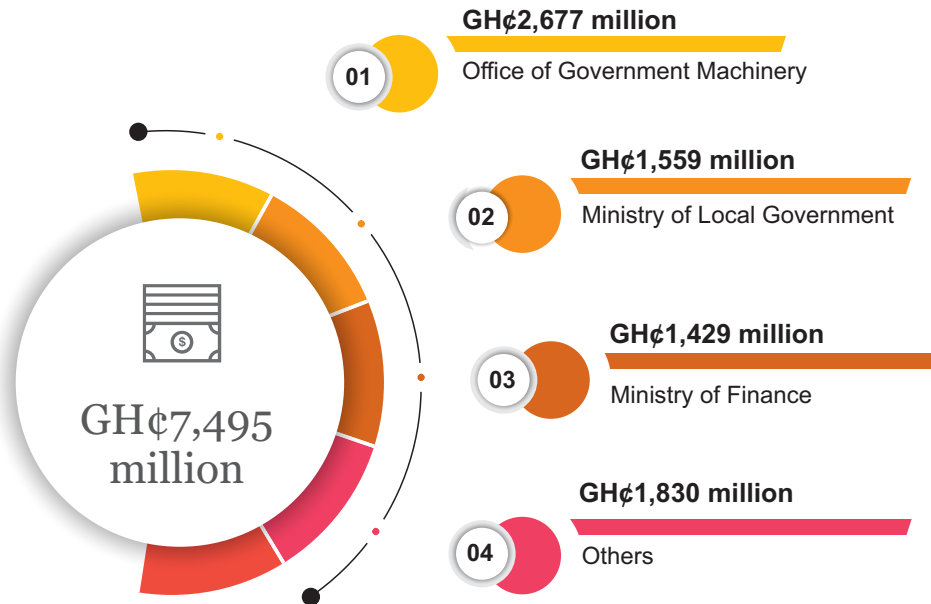 GH₵2,677 million
01
Office of Government Machinery
GH₵1,559 million
02
Ministry of Local Government
GH₵1,429 million
03
Ministry of Finance
$
GH₵7,495
million
GH₵1,830 million
04
Others